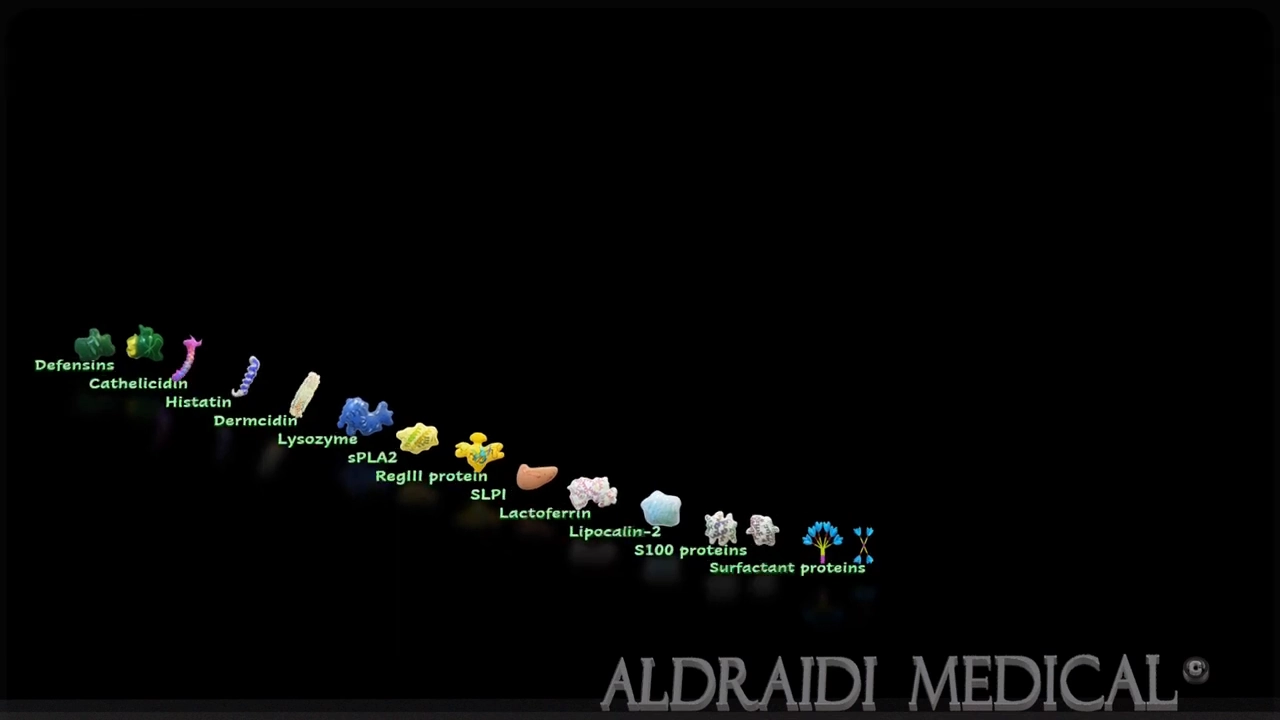 Defensins
Cathelicidin
Histatin
Dermcidin
Lysozyme
sPLA2
RegIII protein
SLPI
Lactoferrin
Lipocalin-2
S100 proteins
Surfactant proteins
ALDRAIDI MEDICAL ©